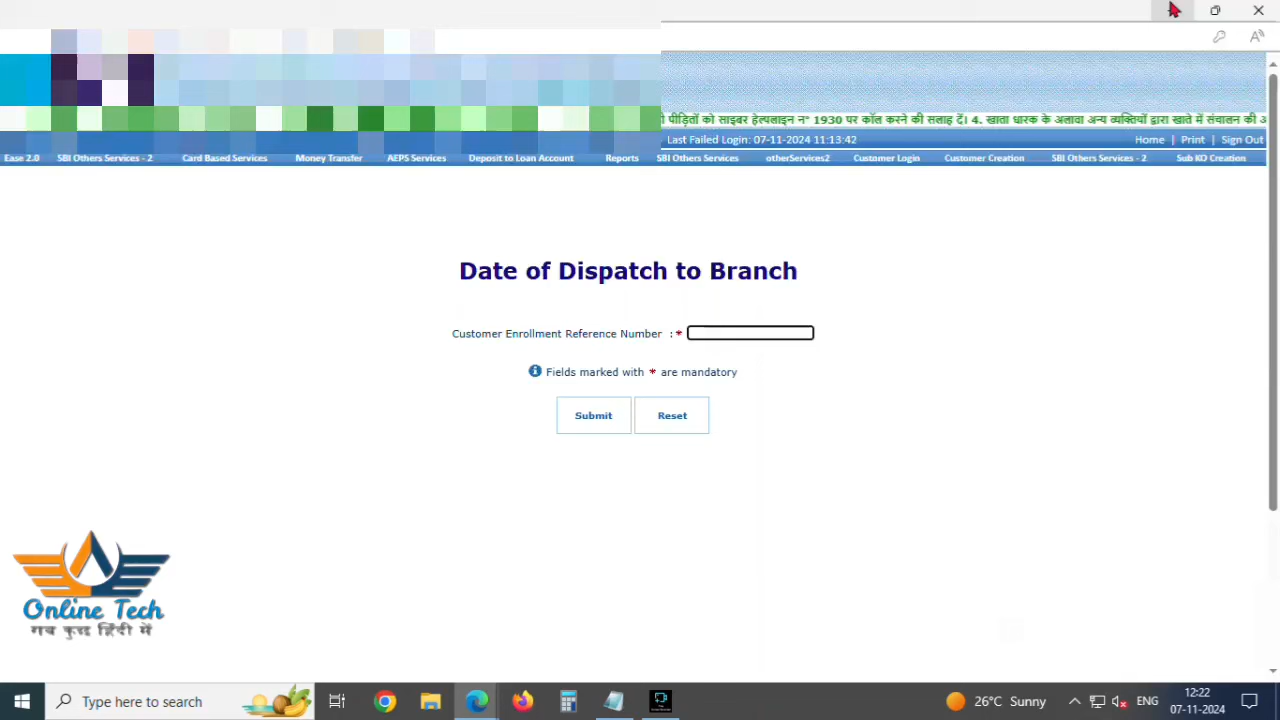 पीड़ितों को साइबर हेल्पलाइन न° 1930 पर कॉल करने की सलाह दें। 4. खाता धारक के अलावा अन्य व्यक्तियों द्वारा खाते में संचालन की
Last Failed Login: 07-11-2024 11:13:42 Home | Print | Sign Out
Ease 2.0 SBI Others Services - 2 Card Based Services Money Transfer AEPS Services Deposit to Loan Account Reports SBI Others Services otherServices2 Customer Login Customer Creation SBI Others Services - 2 Sub KO Creation
Date of Dispatch to Branch
Customer Enrollment Reference Number :*
Fields marked with * are mandatory
Submit Reset
Online Tech
हिंदी में
Type here to search 26°C Sunny ENG 12:22
07-11-2024